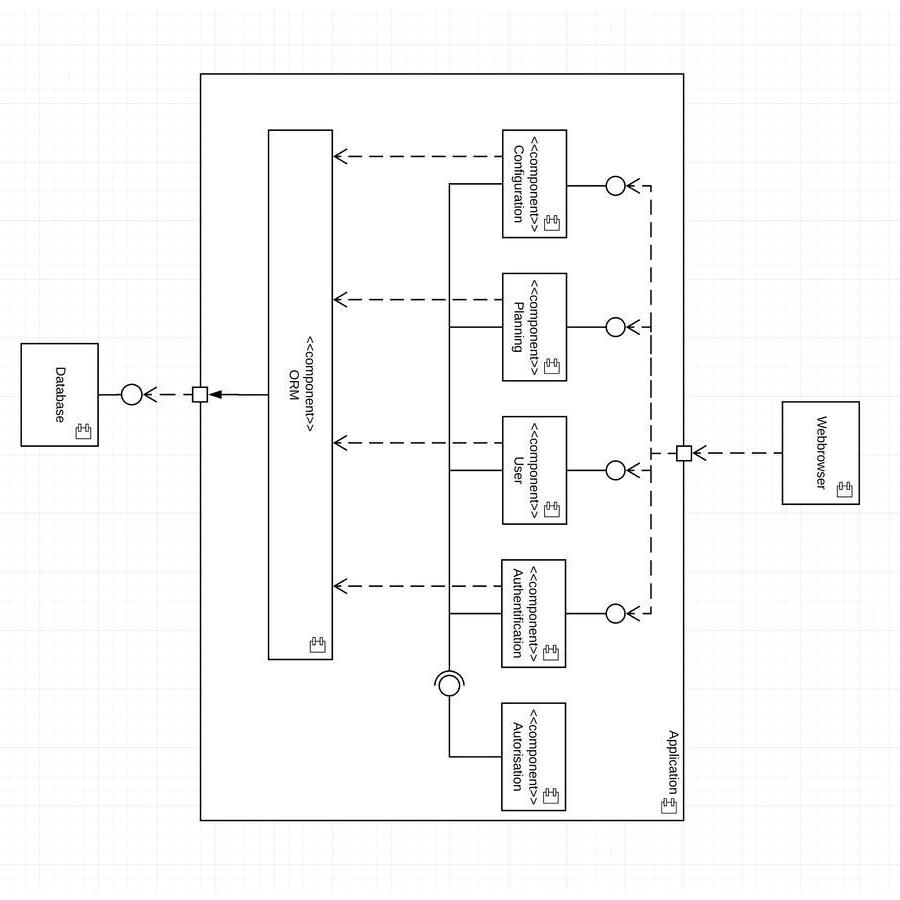 Webbrowser
Application
<<component>>
Configuration
<<component>>
Planning
<<component>>
User
<<component>>
Authentification
<<component>>
Autorisation
<<component>>
ORM
Database